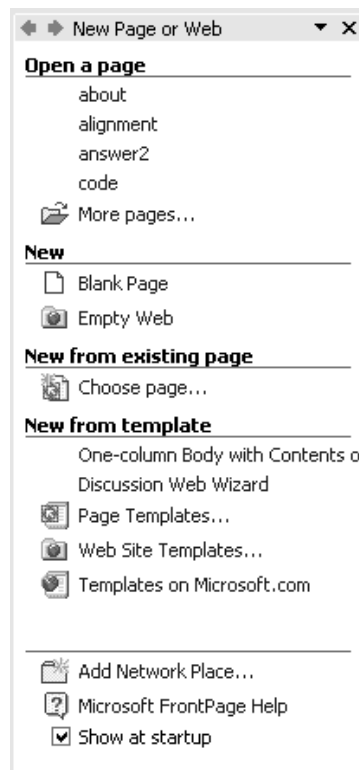 New Page or Web
Open a page
about
alignment
answer2
code
More pages...
New
Blank Page
Empty Web
New from existing page
Choose page...
New from template
One-column Body with Contents o
Discussion Web Wizard
Page Templates...
Web Site Templates...
Templates on Microsoft.com
Add Network Place...
Microsoft FrontPage Help
Show at startup